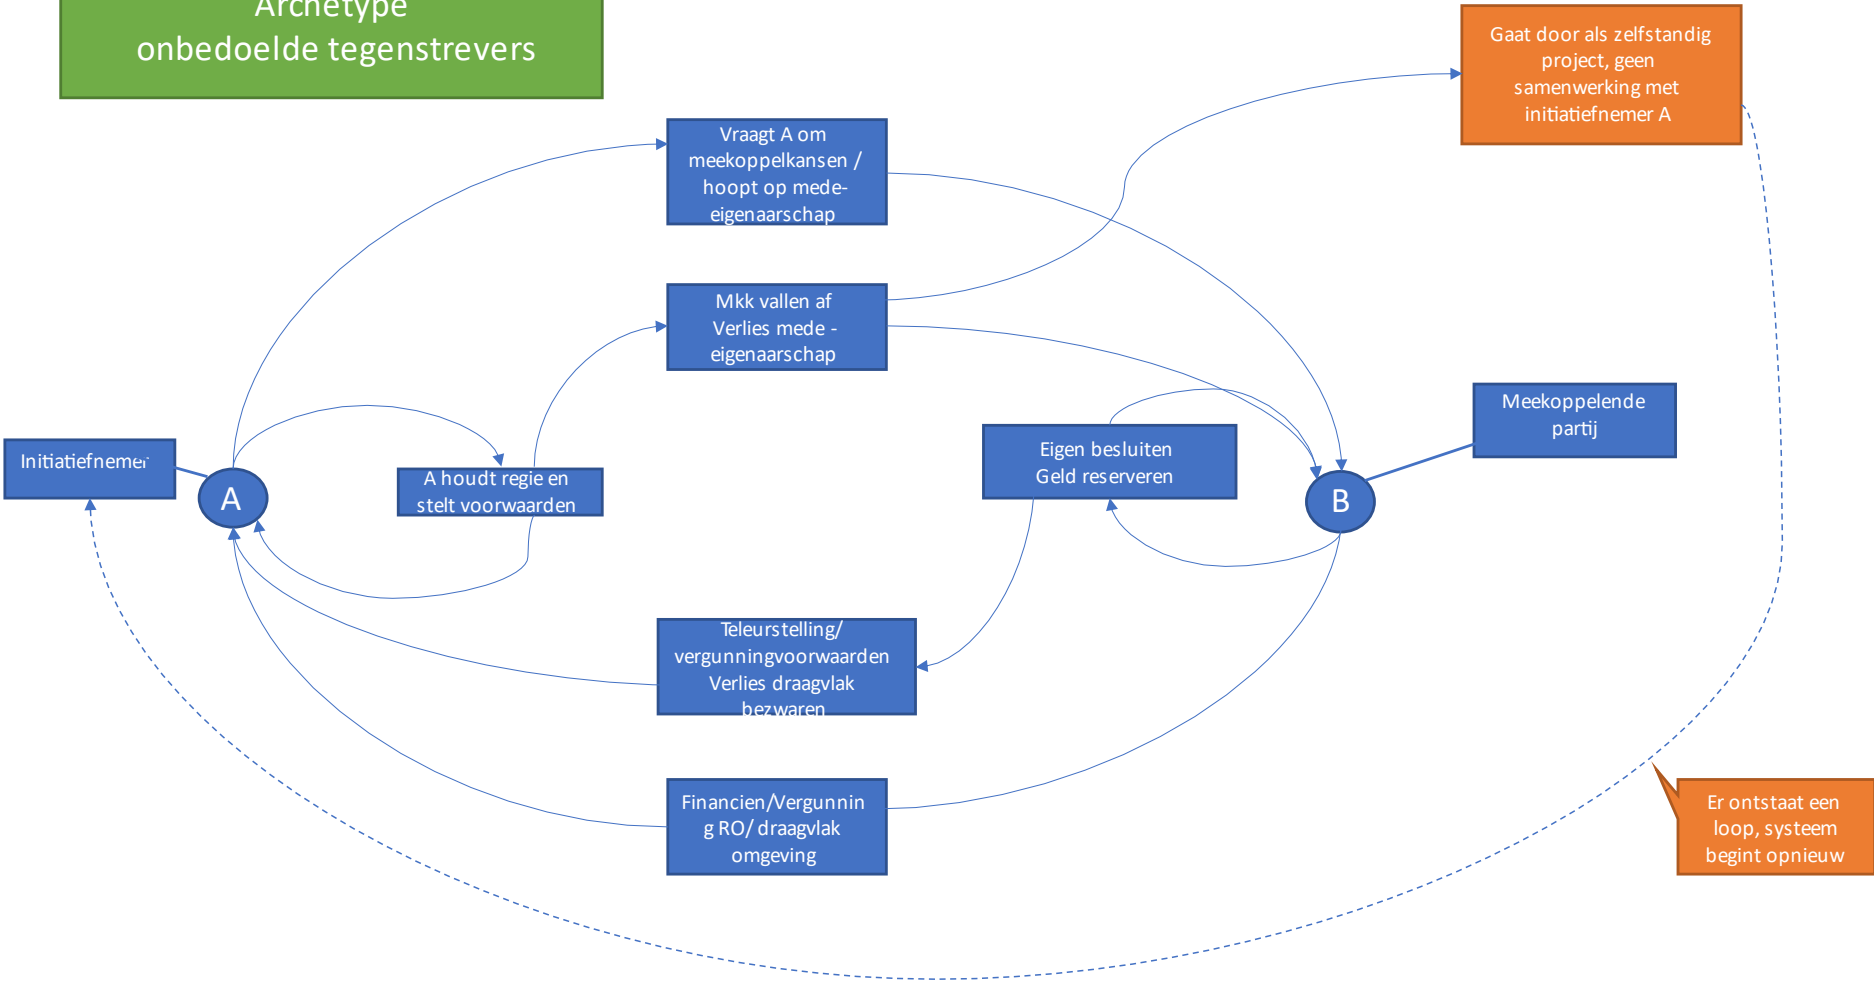 Archetype
onbedoelde tegenstrevers
Gaat door als zelfstandig
project, geen
samenwerking met
initiatiefnemer A
Vraagt A om
meekoppelkansen /
hoopt op mede-
eigenaarschap
Mkk vallen af
Verlies mede -
eigenaarschap
Meekoppelende
partij
Initiatiefnemer
A
A houdt regie en
stelt voorwaarden
Eigen besluiten
Geld reserveren
B
Teleurstelling/
vergunningvoorwaarden
Verlies draagvlak
bezwaren
Financien/Vergunnin
g RO/ draagvlak
omgeving
Er ontstaat een
loop, systeem
begint opnieuw